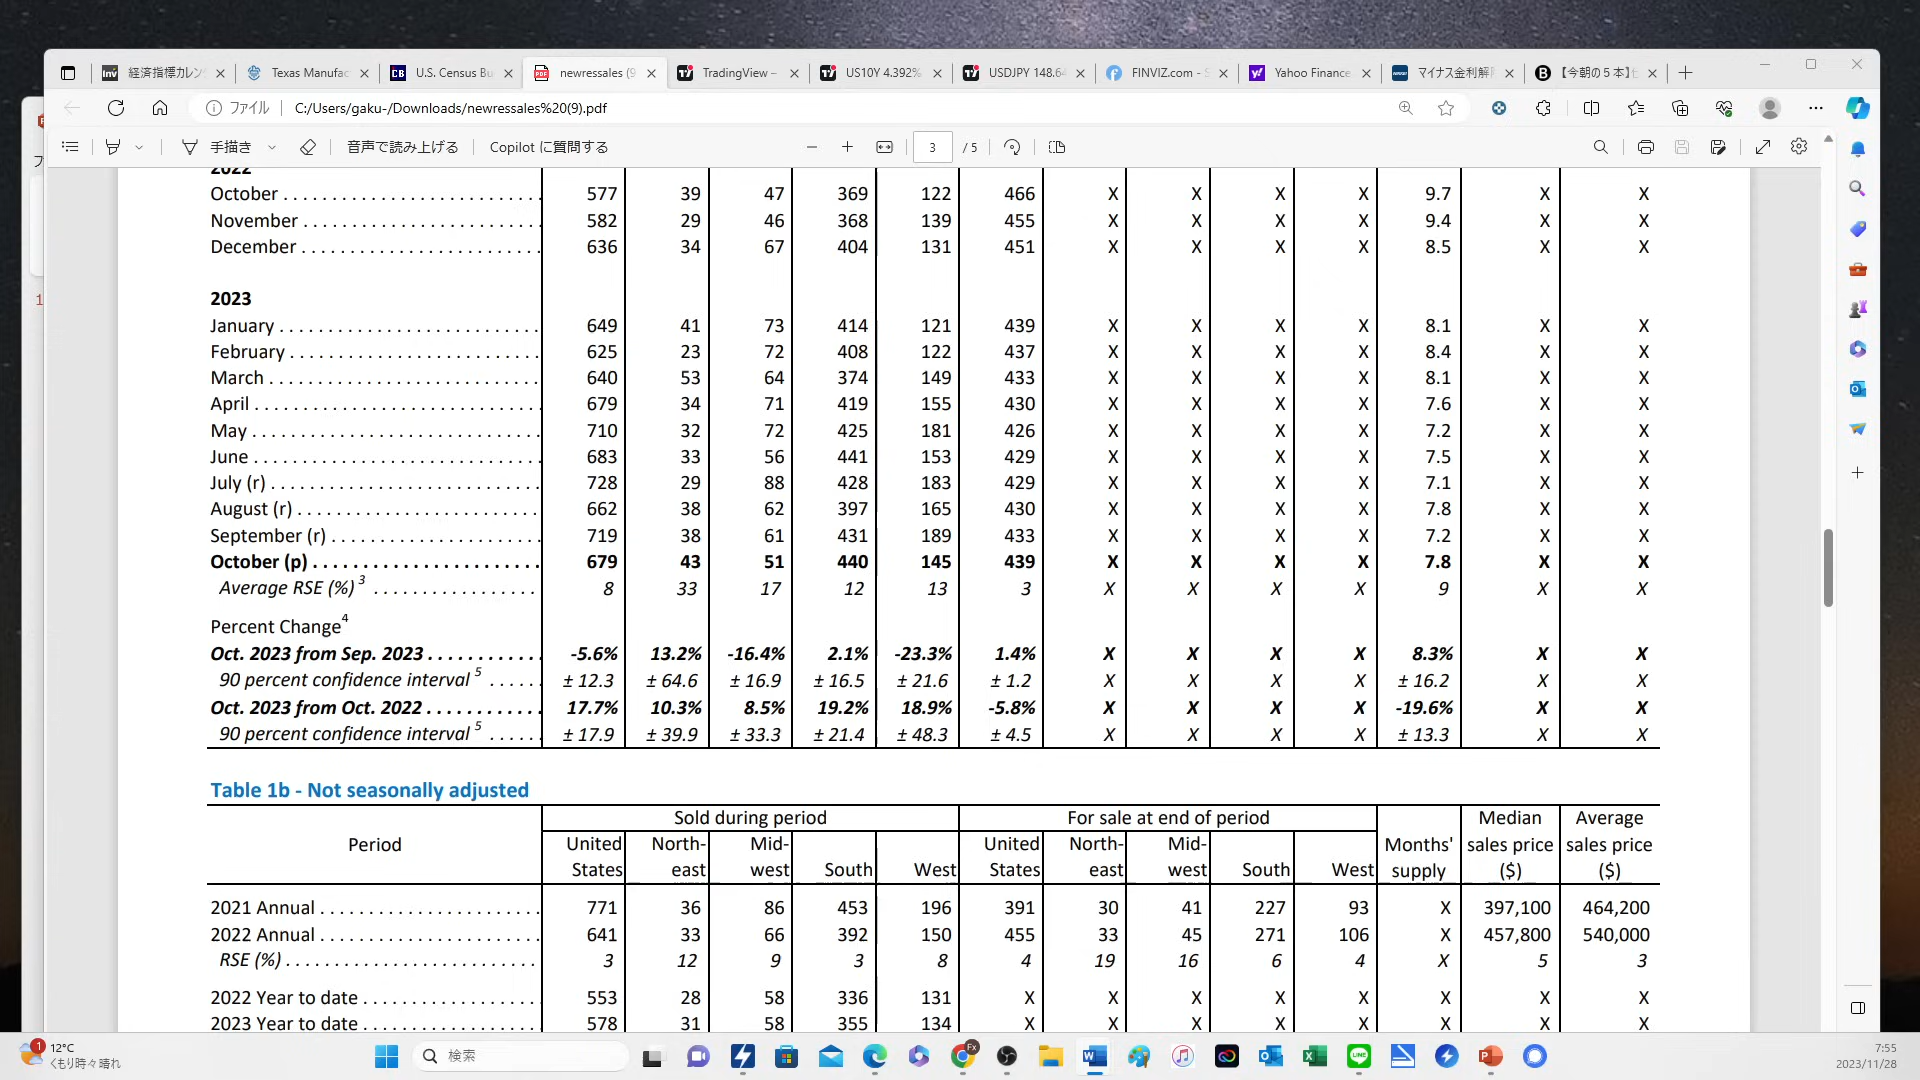 経済指標カレン
Texas Manufac
U.S. Census Bu
newressales (9
TradingView –
US10Y 4.392%
USDJPY 148.64
FINVIZ.com - S
Yahoo Finance
マイナス金利解
【今朝の5本】仕
ファイル C:/Users/gaku-/Downloads/newressales%20(9).pdf
手描き 音声で読み上げる Copilot に質問する 3 / 5
2022
October 577 39 47 369 122 466 X X X X 9.7 X X
November 582 29 46 368 139 455 X X X X 9.4 X X
December 636 34 67 404 131 451 X X X X 8.5 X X
2023
January 649 41 73 414 121 439 X X X X 8.1 X X
February 625 23 72 408 122 437 X X X X 8.4 X X
March 640 53 64 374 149 433 X X X X 8.1 X X
April 679 34 71 419 155 430 X X X X 7.6 X X
May 710 32 72 425 181 426 X X X X 7.2 X X
June 683 33 56 441 153 429 X X X X 7.5 X X
July (r) 728 29 88 428 183 429 X X X X 7.1 X X
August (r) 662 38 62 397 165 430 X X X X 7.8 X X
September (r) 719 38 61 431 189 433 X X X X 7.2 X X
October (p) 679 43 51 440 145 439 X X X X 7.8 X X
Average RSE (%) 3 8 33 17 12 13 3 X X X X 9 X X
Percent Change4
Oct. 2023 from Sep. 2023 -5.6% 13.2% -16.4% 2.1% -23.3% 1.4% X X X X 8.3% X X
90 percent confidence interval 5 ± 12.3 ± 64.6 ± 16.9 ± 16.5 ± 21.6 ± 1.2 X X X X ± 16.2 X X
Oct. 2023 from Oct. 2022 17.7% 10.3% 8.5% 19.2% 18.9% -5.8% X X X X -19.6% X X
90 percent confidence interval 5 ± 17.9 ± 39.9 ± 33.3 ± 21.4 ± 48.3 ± 4.5 X X X X ± 13.3 X X
Table 1b - Not seasonally adjusted
Sold during period For sale at end of period Median Average
Period United North- Mid- United North- Mid- Months' sales price sales price
States east west South West States east west South West supply ($) ($)
2021 Annual 771 36 86 453 196 391 30 41 227 93 X 397,100 464,200
2022 Annual 641 33 66 392 150 455 33 45 271 106 X 457,800 540,000
RSE (%) 3 12 9 3 8 4 19 16 6 4 X 5 3
2022 Year to date 553 28 58 336 131 X X X X X X X X
2023 Year to date 578 31 58 355 134 X X X X X X X X
12°C
くもり時々晴れ
検索
7:55
2023/11/28